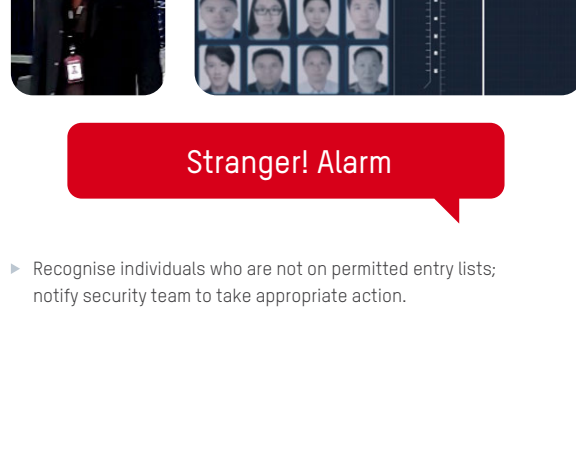 Stranger! Alarm
Recognise individuals who are not on permitted entry lists;
notify security team to take appropriate action.